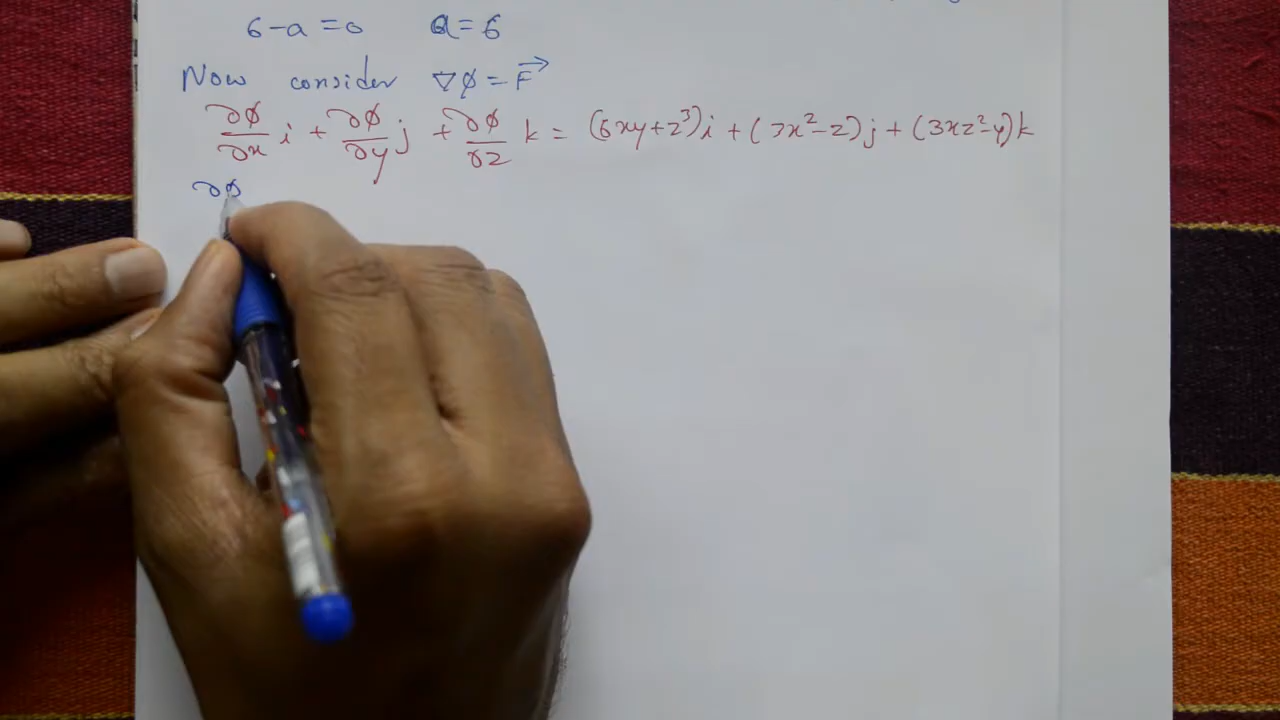 6-a=0 a=6
Now consider ∇φ = F→
∂φ/∂x i + ∂φ/∂y j + ∂φ/∂z k = (6xy+z³)i + (3x²-z)j + (3xz²-y)k
∂φ